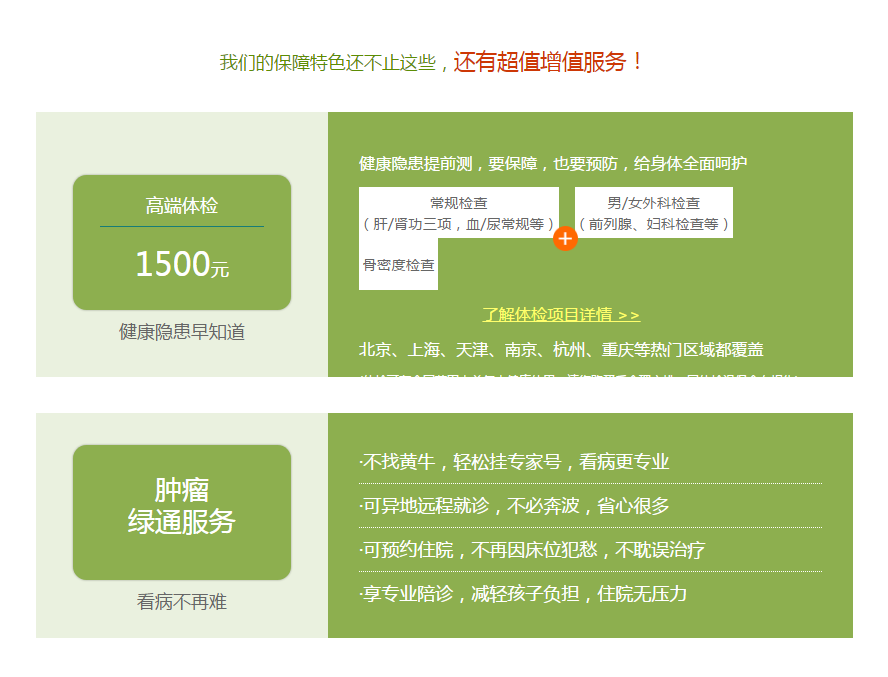 我们的保障特色还不止这些，还有超值增值服务！
高端体检
1500元
健康隐患早知道
健康隐患提前测，要保障，也要预防，给身体全面呵护
常规检查
（肝/肾功三项，血/尿常规等）
男/女外科检查
（前列腺、妇科检查等）
骨密度检查
了解体检项目详情 >>
北京、上海、天津、南京、杭州、重庆等热门区域都覆盖
肿瘤
绿通服务
看病不再难
·不找黄牛，轻松挂专家号，看病更专业
·可异地远程就诊，不必奔波，省心很多
·可预约住院，不再因床位犯愁，不耽误治疗
·享专业陪诊，减轻孩子负担，住院无压力